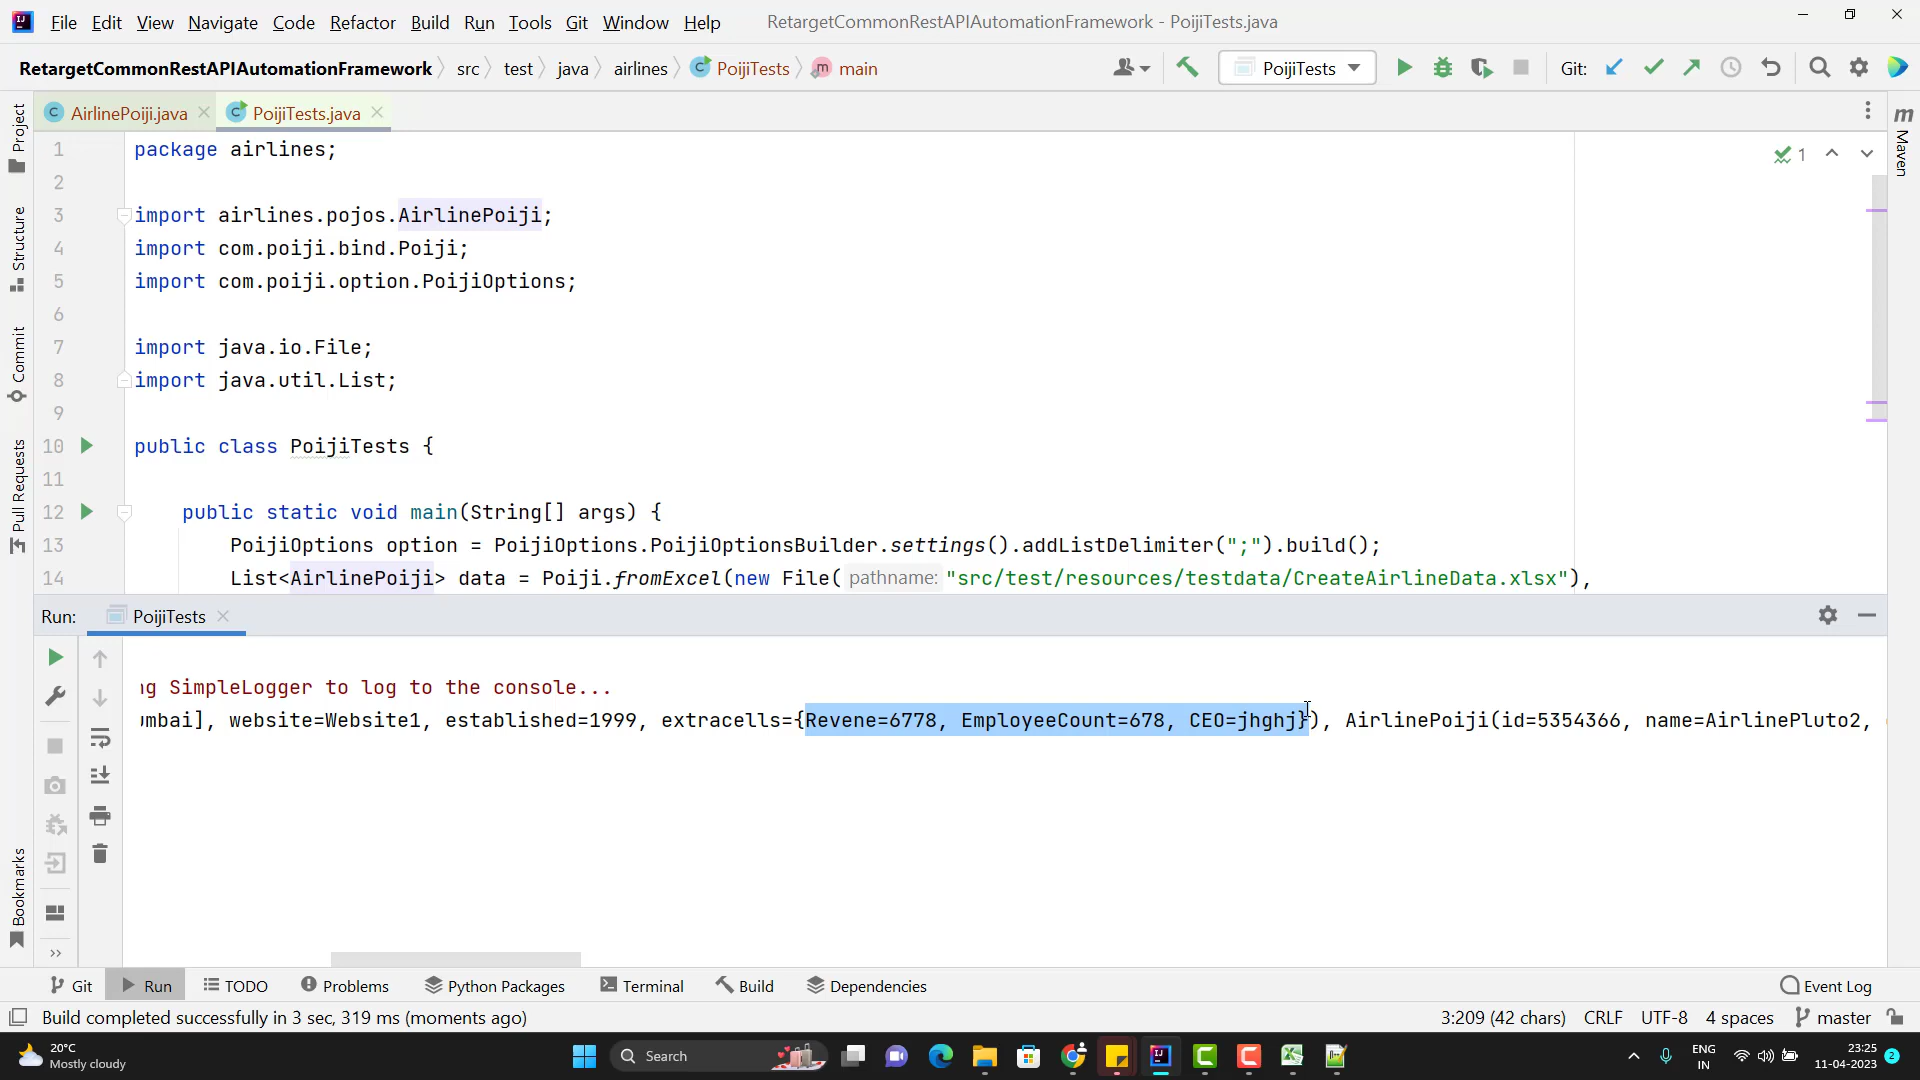 File Edit View Navigate Code Refactor Build Run Tools Git Window Help RetargetCommonRestAPIAutomationFramework - PoijiTests.java
RetargetCommonRestAPIAutomationFramework src test java airlines PoijiTests main PoijiTests Git:
AirlinePoiji.java PoijiTests.java
Project
Structure
Commit
Pull Requests
Bookmarks
Maven
1
1 package airlines;
2
3 import airlines.pojos.AirlinePoiji;
4 import com.poiji.bind.Poiji;
5 import com.poiji.option.PoijiOptions;
6
7 import java.io.File;
8 import java.util.List;
9
10 public class PoijiTests {
11
12 public static void main(String[] args) {
13 PoijiOptions option = PoijiOptions.PoijiOptionsBuilder.settings().addListDelimiter(";").build();
14 List<AirlinePoiji> data = Poiji.fromExcel(new File( pathname: "src/test/resources/testdata/CreateAirlineData.xlsx"),
Run: PoijiTests
ng SimpleLogger to log to the console...
umbai], website=Website1, established=1999, extracells={Revene=6778, EmployeeCount=678, CEO=jhghj}), AirlinePoiji(id=5354366, name=AirlinePluto2,
Git Run TODO Problems Python Packages Terminal Build Dependencies Event Log
Build completed successfully in 3 sec, 319 ms (moments ago) 3:209 (42 chars) CRLF UTF-8 4 spaces master
20°C
Mostly cloudy
Search
ENG
IN
23:25
11-04-2023
2